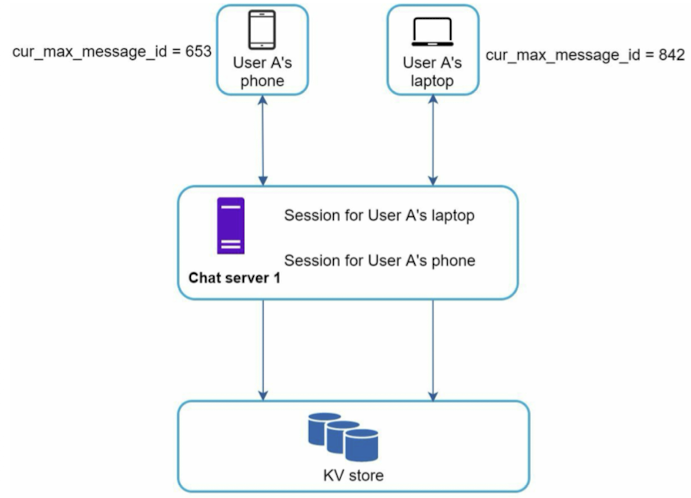 cur_max_message_id = 653
User A's
phone
User A's
laptop
cur_max_message_id = 842
Session for User A's laptop
Session for User A's phone
Chat server 1
KV store